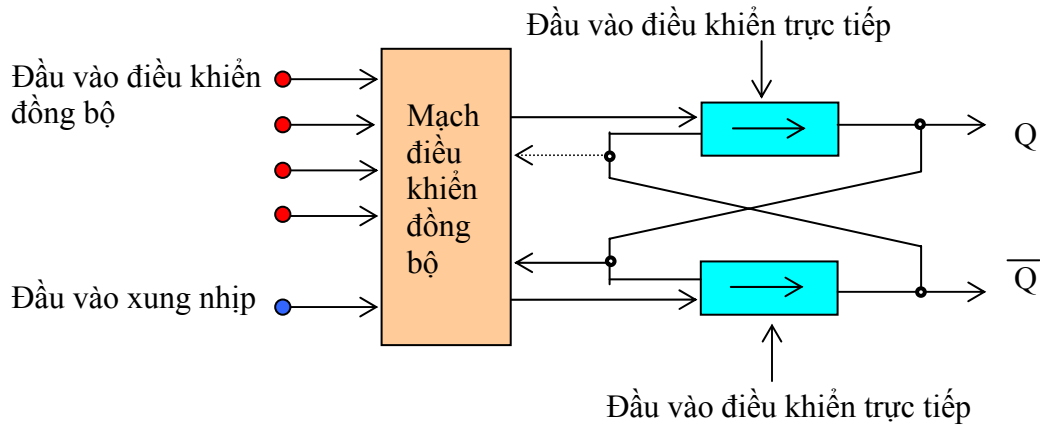 Đầu vào điều khiển trực tiếp
Đầu vào điều khiển
đồng bộ
Mạch
điều
khiển
đồng
bộ
Q
Q
Đầu vào xung nhịp
Đầu vào điều khiển trực tiếp